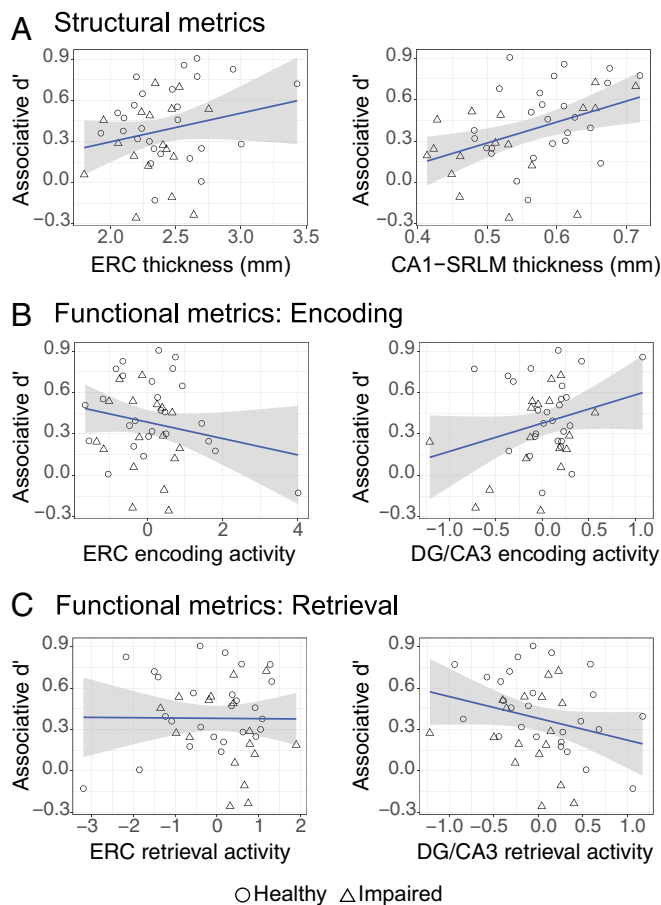 A Structural metrics
Associative d'
0.9
0.6
0.3
0.0
−0.3
2.0 2.5 3.0 3.5
ERC thickness (mm)
Associative d'
0.9
0.6
0.3
0.0
−0.3
0.4 0.5 0.6 0.7
CA1−SRLM thickness (mm)
B Functional metrics: Encoding
Associative d'
0.9
0.6
0.3
0.0
−0.3
0 2 4
ERC encoding activity
Associative d'
0.9
0.6
0.3
0.0
−0.3
−1.0 −0.5 0.0 0.5 1.0
DG/CA3 encoding activity
C Functional metrics: Retrieval
Associative d'
0.9
0.6
0.3
0.0
−0.3
−3 −2 −1 0 1 2
ERC retrieval activity
Associative d'
0.9
0.6
0.3
0.0
−0.3
−1.0 −0.5 0.0 0.5 1.0
DG/CA3 retrieval activity
Healthy Impaired